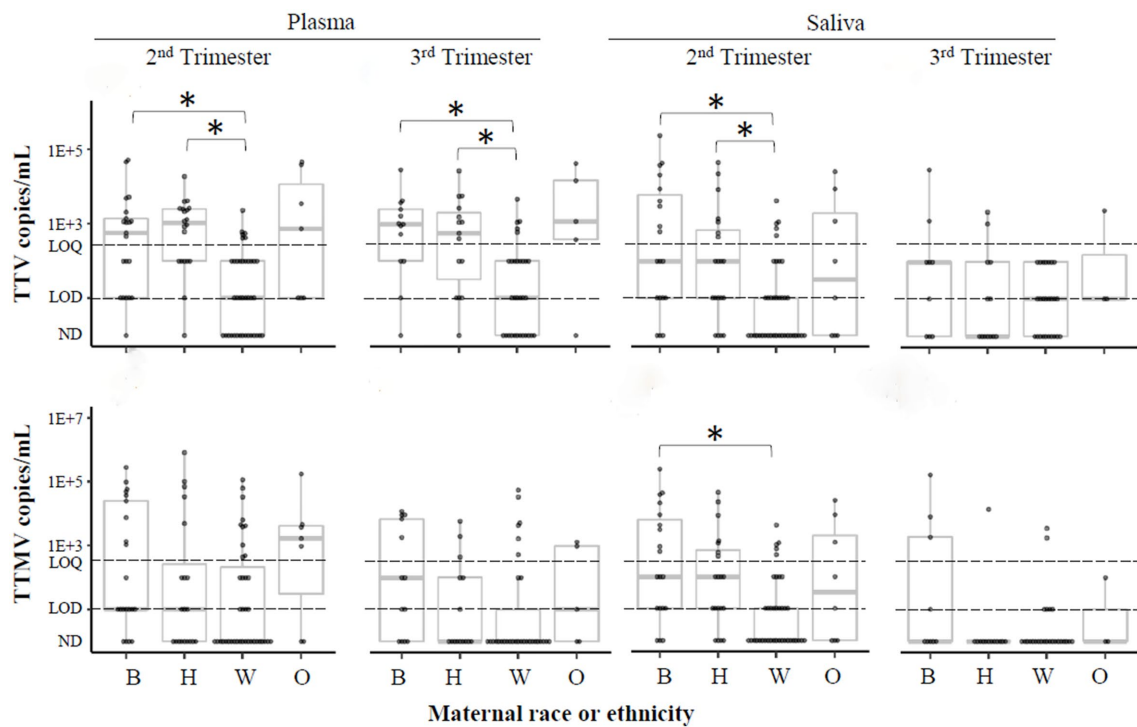 Plasma Saliva
2nd Trimester 3rd Trimester 2nd Trimester 3rd Trimester
TTV copies/mL
* * * * * *
1E+5
1E+3
LOQ
LOD
ND
TTMV copies/mL
*
1E+7
1E+5
1E+3
LOQ
LOD
ND
B H W O B H W O B H W O B H W O
Maternal race or ethnicity